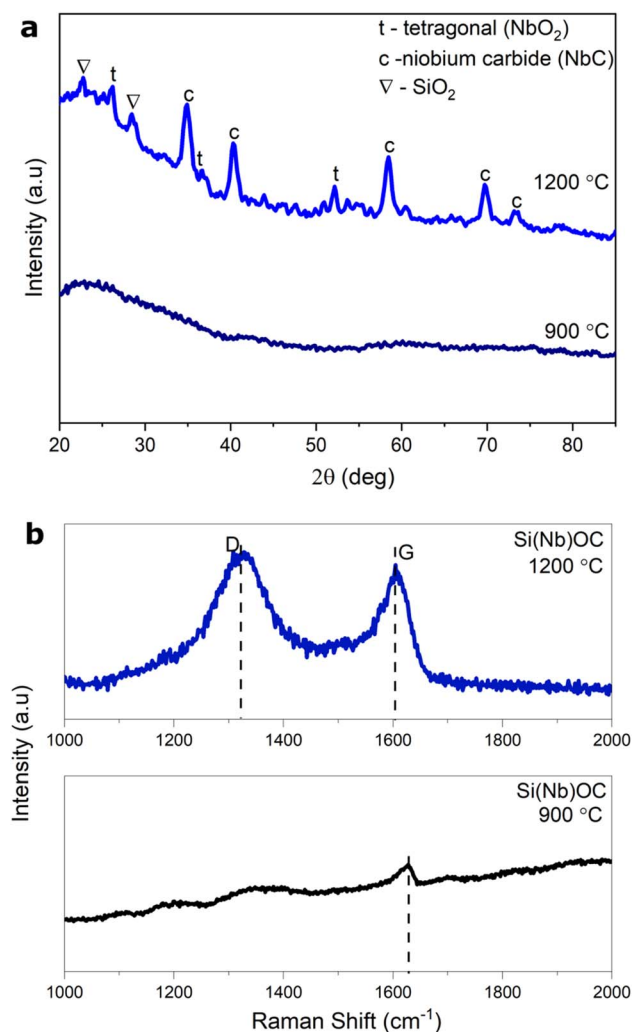 a
t - tetragonal (NbO₂)
c -niobium carbide (NbC)
∇ - SiO₂
∇ t ∇ c t c t c c c
1200 °C
900 °C
Intensity (a.u)
20 30 40 50 60 70 80
2θ (deg)
b
D G
Si(Nb)OC
1200 °C
1000 1200 1400 1600 1800 2000
Intensity (a.u)
Si(Nb)OC
900 °C
1000 1200 1400 1600 1800 2000
Raman Shift (cm⁻¹)